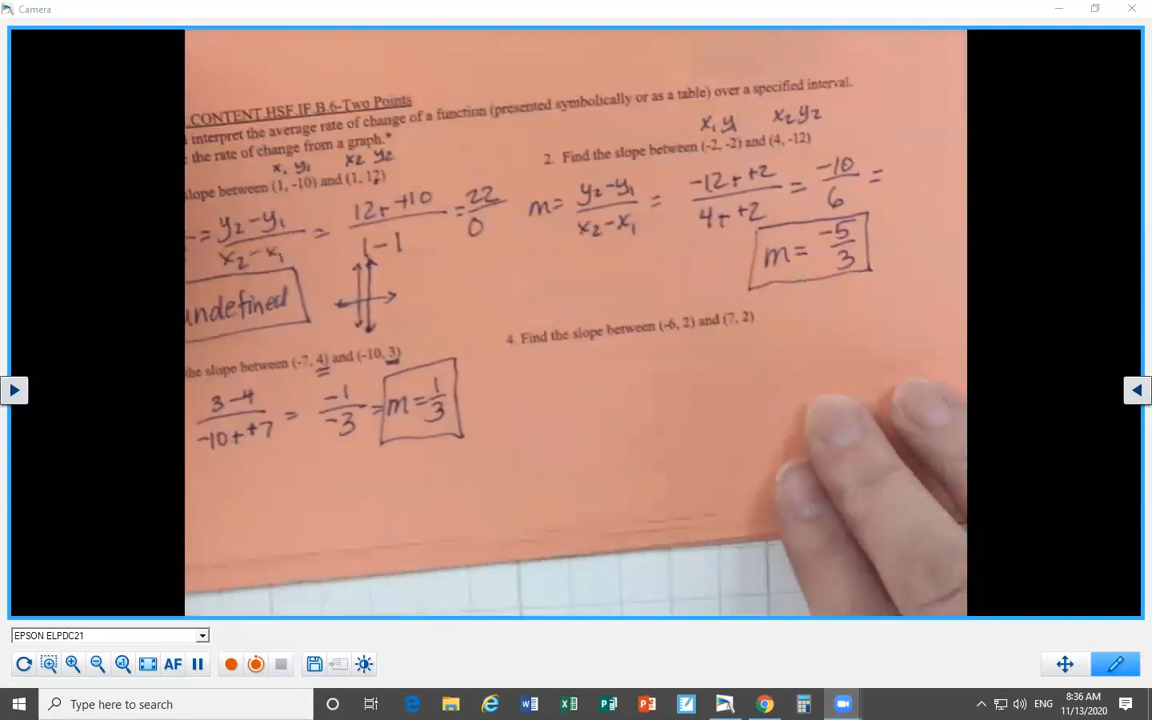 Camera
CONTENT.HSF.IF.B.6-Two Points
interpret the average rate of change of a function (presented symbolically or as a table) over a specified interval.
the rate of change from a graph.*
x₁ y₁ x₂ y₂
slope between (1, -10) and (1, 12)
y₂-y₁ / x₂-x₁ = 12+ +10 / 1-1 = 22/0
undefined
x₁ y₁ x₂ y₂
2. Find the slope between (-2, -2) and (4, -12)
m= y₂-y₁ / x₂-x₁ = -12+ +2 / 4+ +2 = -10/6 =
m= -5/3
the slope between (-7, 4) and (-10, 3)
3-4 / -10+ +7 = -1/-3 = m=1/3
4. Find the slope between (-6, 2) and (7, 2)
EPSON ELPDC21
AF
Type here to search
ENG
8:36 AM
11/13/2020